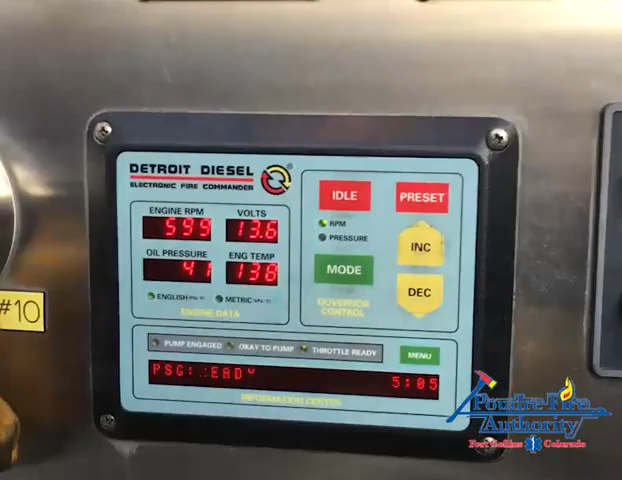 DETROIT DIESEL
ELECTRONIC FIRE COMMANDER
ENGINE RPM
VOLTS
599
13.6
OIL PRESSURE
ENG TEMP
41
138
ENGLISH
METRIC
ENGINE DATA
IDLE
PRESET
RPM
PRESSURE
INC
MODE
DEC
GOVERNOR
CONTROL
PUMP ENGAGED
OKAY TO PUMP
THROTTLE READY
MENU
PSG:
5:05
INFORMATION CENTER
#10
Poudre Fire
Authority
Fort Collins
Colorado